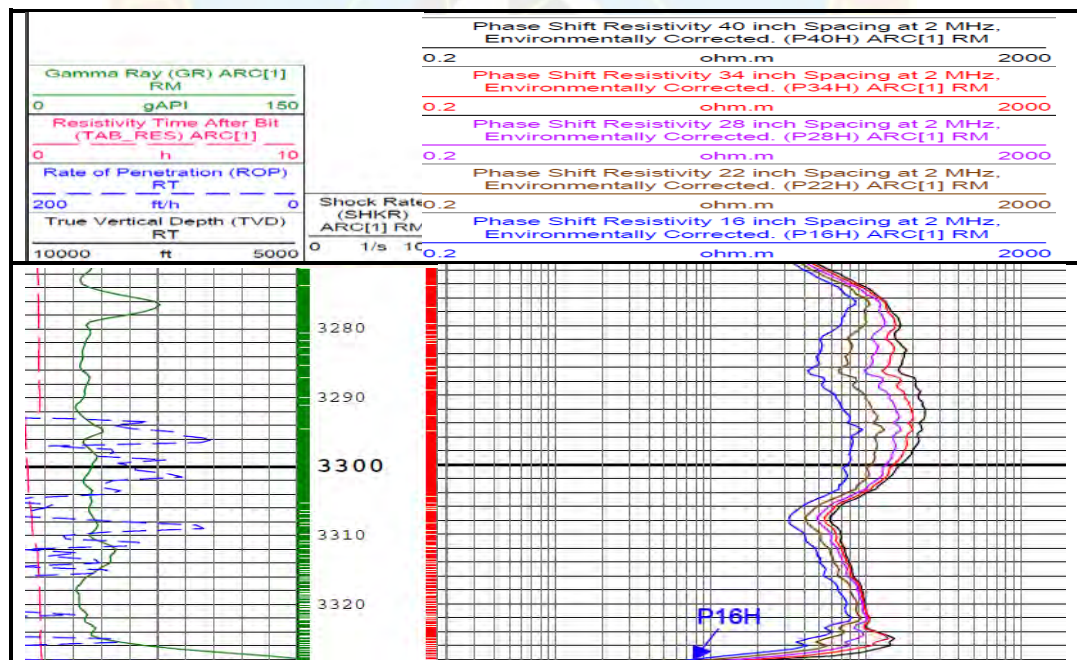 Gamma Ray (GR) ARC[1]
RM
0 gAPI 150
Resistivity Time After Bit
(TAB_RES) ARC[1]
0 h 10
Rate of Penetration (ROP)
RT
200 ft/h 0
True Vertical Depth (TVD)
RT
10000 ft 5000
Shock Rate
(SHKR)
ARC[1] RM
0 1/s 10
Phase Shift Resistivity 40 inch Spacing at 2 MHz,
Environmentally Corrected. (P40H) ARC[1] RM
0.2 ohm.m 2000
Phase Shift Resistivity 34 inch Spacing at 2 MHz,
Environmentally Corrected. (P34H) ARC[1] RM
0.2 ohm.m 2000
Phase Shift Resistivity 28 inch Spacing at 2 MHz,
Environmentally Corrected. (P28H) ARC[1] RM
0.2 ohm.m 2000
Phase Shift Resistivity 22 inch Spacing at 2 MHz,
Environmentally Corrected. (P22H) ARC[1] RM
0.2 ohm.m 2000
Phase Shift Resistivity 16 inch Spacing at 2 MHz,
Environmentally Corrected. (P16H) ARC[1] RM
0.2 ohm.m 2000
3280
3290
3300
3310
3320
P16H